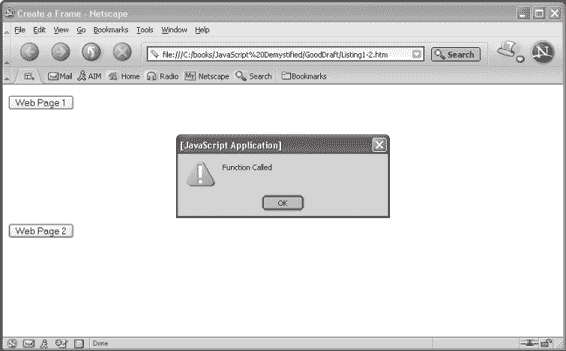 Create a Frame - Netscape
File Edit View Go Bookmarks Tools Window Help
file:///C:/books/JavaScript%20Demystified/GoodDraft/Listing1-2.htm Search N
Mail AIM Home Radio My Netscape Search Bookmarks
Web Page 1
[JavaScript Application]
Function Called
OK
Web Page 2
Done